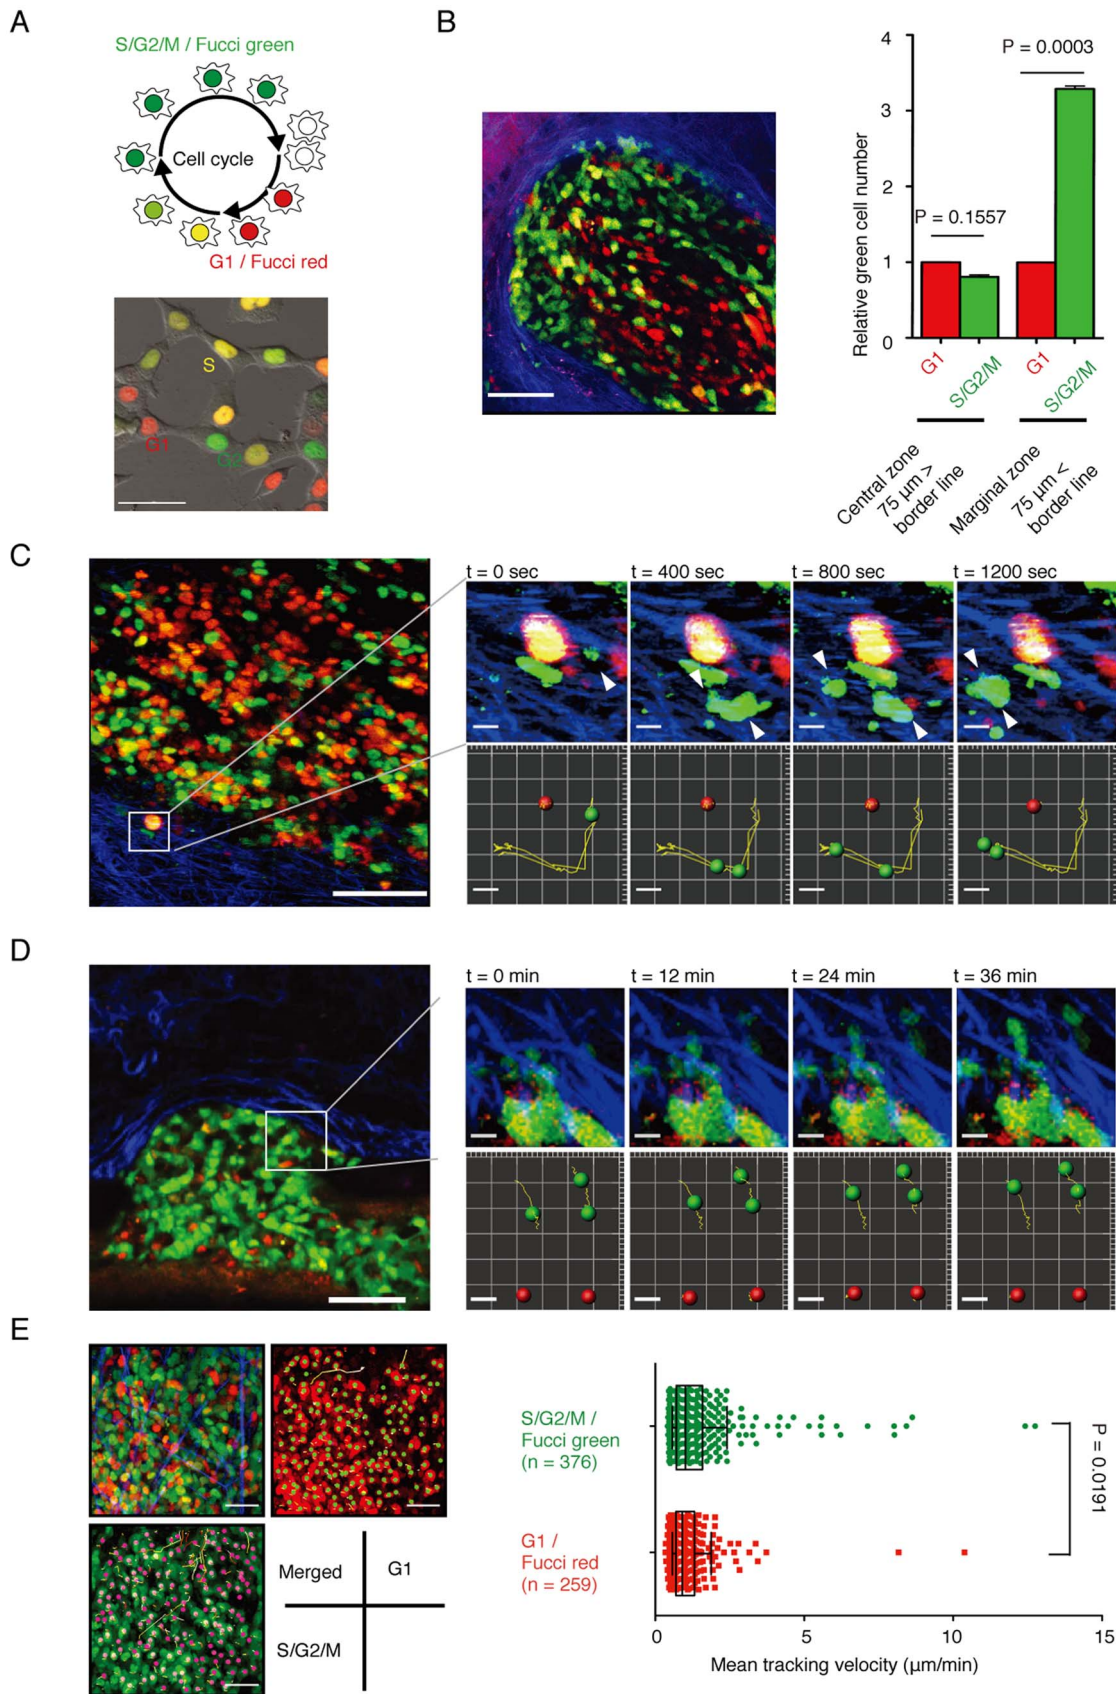 A
S/G2/M / Fucci green
Cell cycle
G1 / Fucci red
S
G1
G2
B
Relative green cell number
4
3
2
1
0
P = 0.1557
P = 0.0003
G1
S/G2/M
G1
S/G2/M
Central zone
75 µm >
border line
Marginal zone
75 µm <
border line
C
t = 0 sec
t = 400 sec
t = 800 sec
t = 1200 sec
D
t = 0 min
t = 12 min
t = 24 min
t = 36 min
E
Merged
G1
S/G2/M
S/G2/M /
Fucci green
(n = 376)
G1 /
Fucci red
(n = 259)
P = 0.0191
0
5
10
15
Mean tracking velocity (µm/min)